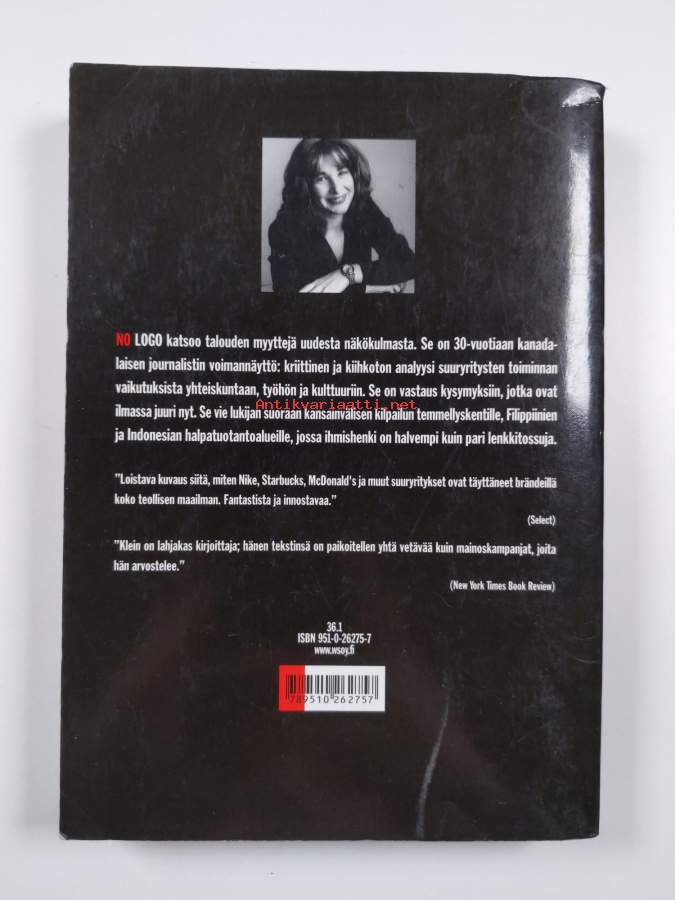 NO LOGO katsoo talouden myyttejä uudesta näkökulmasta. Se on 30-vuotiaan kanada-
laisen journalistin voimannäyttö: kriittinen ja kiihkoton analyysi suuryritysten toiminnan
vaikutuksista yhteiskuntaan, työhön ja kulttuuriin. Se on vastaus kysymyksiin, jotka ovat
Antikvariaatti.net
ilmassa juuri nyt. Se vie lukijan suoraan kansainvälisen kilpailun temmellyskentille, Filippiinien
ja Indonesian halpatuotantoalueille, jossa ihmishenki on halvempi kuin pari lenkkitossuja.
"Loistava kuvaus siitä, miten Nike, Starbucks, McDonald's ja muut suuryritykset ovat täyttäneet brändeillä
koko teollisen maailman. Fantastista ja innostavaa."
(Select)
"Klein on lahjakas kirjoittaja; hänen tekstinsä on paikoitellen yhtä vetävää kuin mainoskampanjat, joita
hän arvostelee."
(New York Times Book Review)
36.1
ISBN 951-0-26275-7
www.wsoy.fi
789510 262757